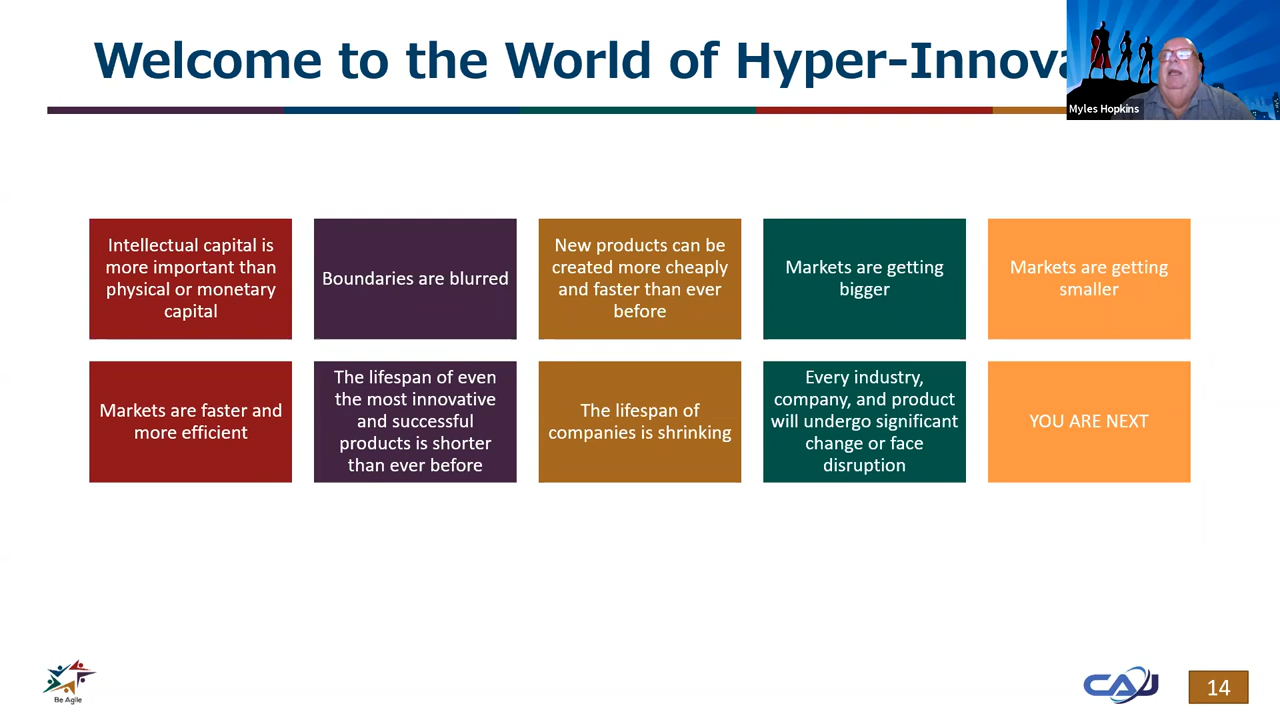 Welcome to the World of Hyper-Innova
Myles Hopkins
Intellectual capital is
more important than
physical or monetary
capital
Boundaries are blurred
New products can be
created more cheaply
and faster than ever
before
Markets are getting
bigger
Markets are getting
smaller
Markets are faster and
more efficient
The lifespan of even
the most innovative
and successful
products is shorter
than ever before
The lifespan of
companies is shrinking
Every industry,
company, and product
will undergo significant
change or face
disruption
YOU ARE NEXT
Be Agile
CAJ
14